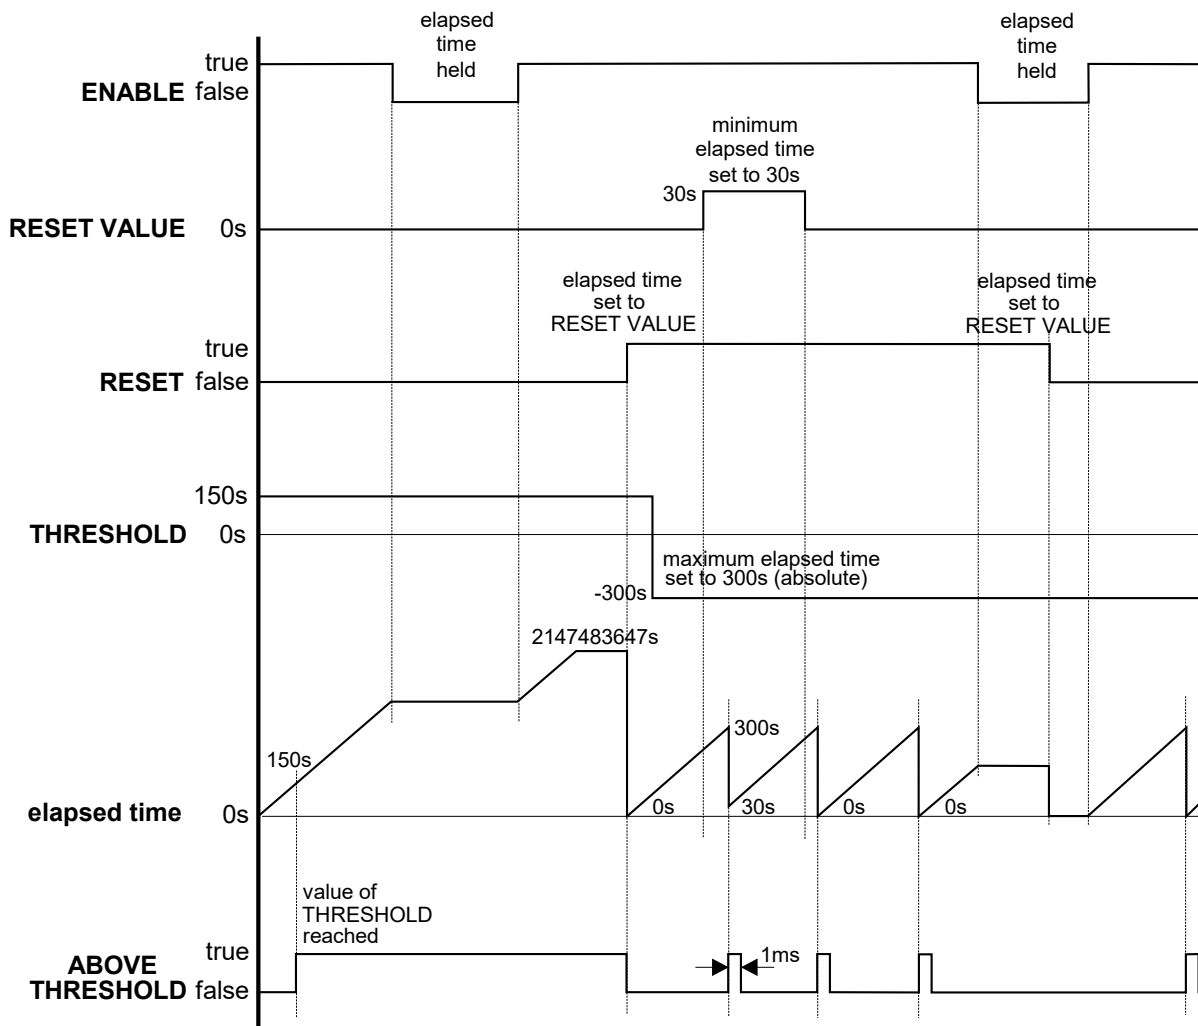 elapsed
time
held
elapsed
time
held
true
ENABLE false
minimum
elapsed time
set to 30s
30s
RESET VALUE 0s
elapsed time
set to
RESET VALUE
elapsed time
set to
RESET VALUE
true
RESET false
150s
THRESHOLD 0s
maximum elapsed time
set to 300s (absolute)
-300s
2147483647s
150s
300s
elapsed time 0s
0s
30s
0s
0s
value of
THRESHOLD
reached
true
ABOVE
THRESHOLD false
1ms